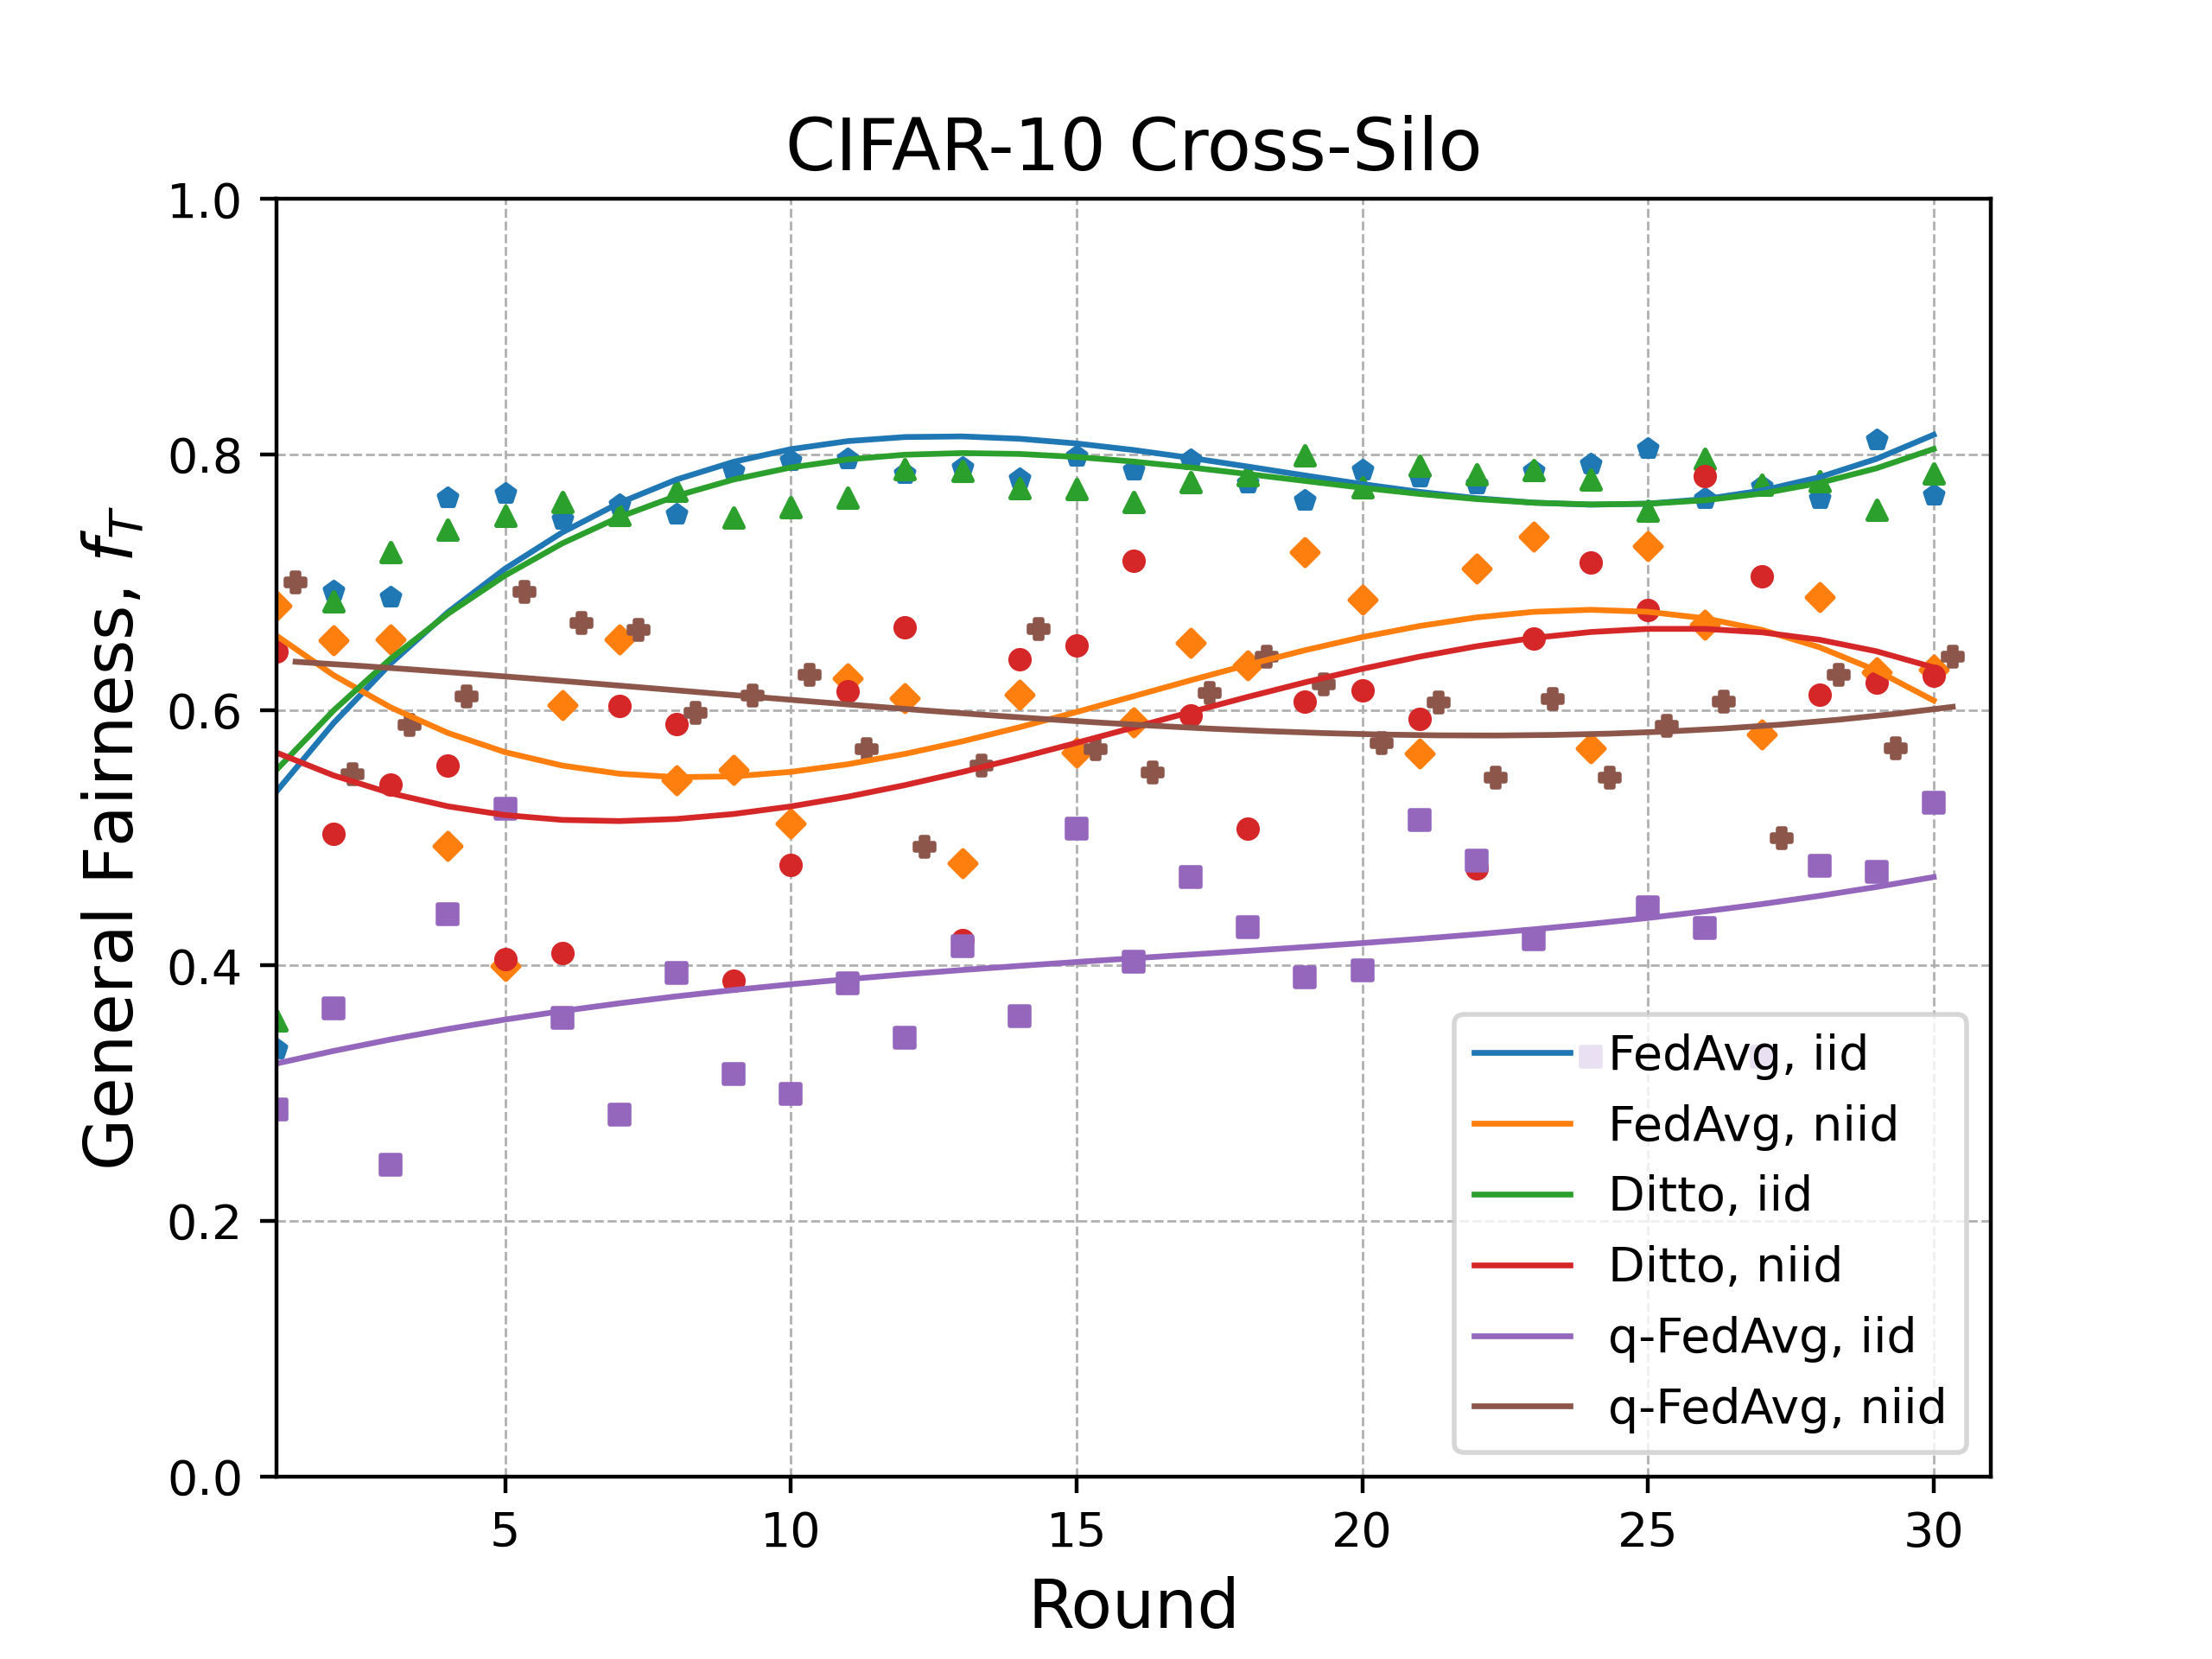 CIFAR-10 Cross-Silo
General Fairness, f_T
1.0
0.8
0.6
0.4
0.2
0.0
5 10 15 20 25 30
Round
FedAvg, iid
FedAvg, niid
Ditto, iid
Ditto, niid
q-FedAvg, iid
q-FedAvg, niid